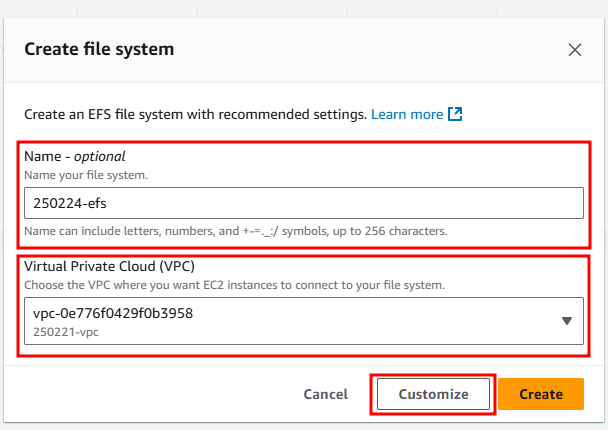 Create file system
Create an EFS file system with recommended settings. Learn more
Name - optional
Name your file system.
250224-efs
Name can include letters, numbers, and +-=._:/ symbols, up to 256 characters.
Virtual Private Cloud (VPC)
Choose the VPC where you want EC2 instances to connect to your file system.
vpc-0e776f0429f0b3958
250221-vpc
Cancel
Customize
Create